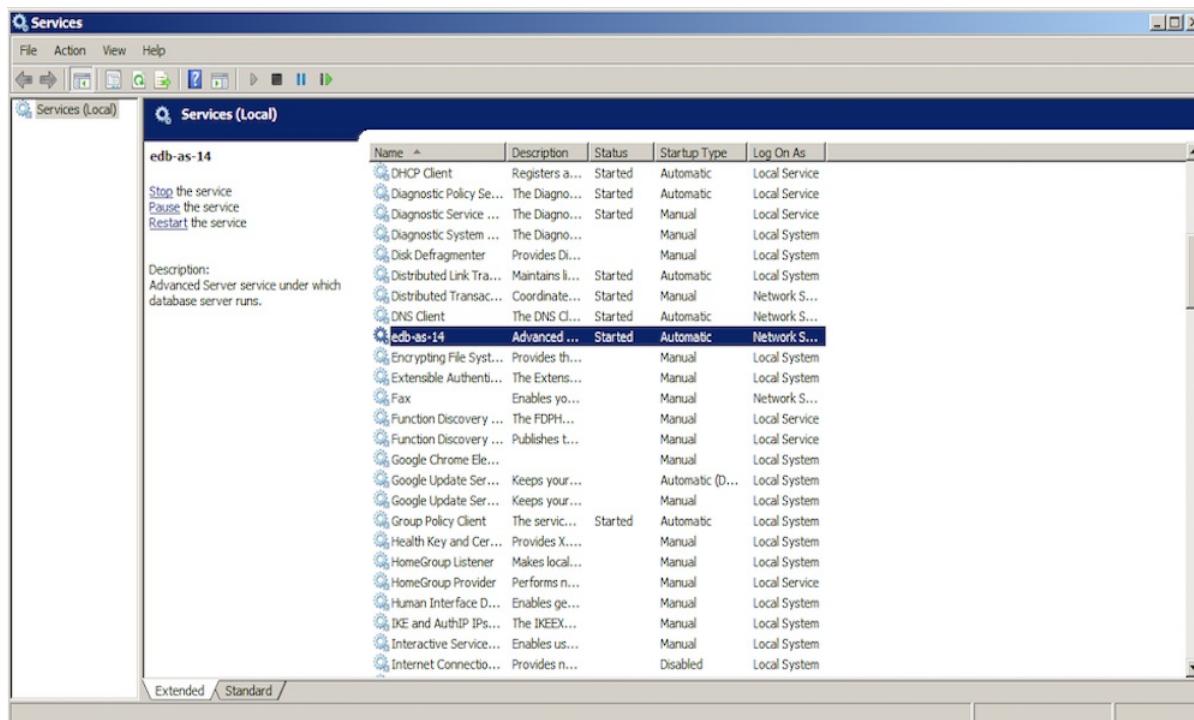 Services
File Action View Help
Services (Local)
Services (Local)
edb-as-14
Stop the service
Pause the service
Restart the service
Description:
Advanced Server service under which
database server runs.
Name Description Status Startup Type Log On As
DHCP Client Registers a... Started Automatic Local Service
Diagnostic Policy Se... The Diagno... Started Automatic Local Service
Diagnostic Service ... The Diagno... Started Manual Local Service
Diagnostic System ... The Diagno... Manual Local System
Disk Defragmenter Provides Di... Manual Local System
Distributed Link Tra... Maintains li... Started Automatic Local System
Distributed Transac... Coordinate... Started Manual Network S...
DNS Client The DNS Cl... Started Automatic Network S...
edb-as-14 Advanced ... Started Automatic Network S...
Encrypting File Syst... Provides th... Manual Local System
Extensible Authenti... The Extens... Manual Local System
Fax Enables yo... Manual Network S...
Function Discovery ... The FDPH... Manual Local Service
Function Discovery ... Publishes t... Manual Local Service
Google Chrome Ele... Manual Local System
Google Update Ser... Keeps your... Automatic (D... Local System
Google Update Ser... Keeps your... Manual Local System
Group Policy Client The servic... Started Automatic Local System
Health Key and Cer... Provides X.... Manual Local System
HomeGroup Listener Makes local... Manual Local System
HomeGroup Provider Performs n... Manual Local Service
Human Interface D... Enables ge... Manual Local System
IKE and AuthIP IPs... The IKEEX... Manual Local System
Interactive Service... Enables us... Manual Local System
Internet Connectio... Provides n... Disabled Local System
Extended Standard